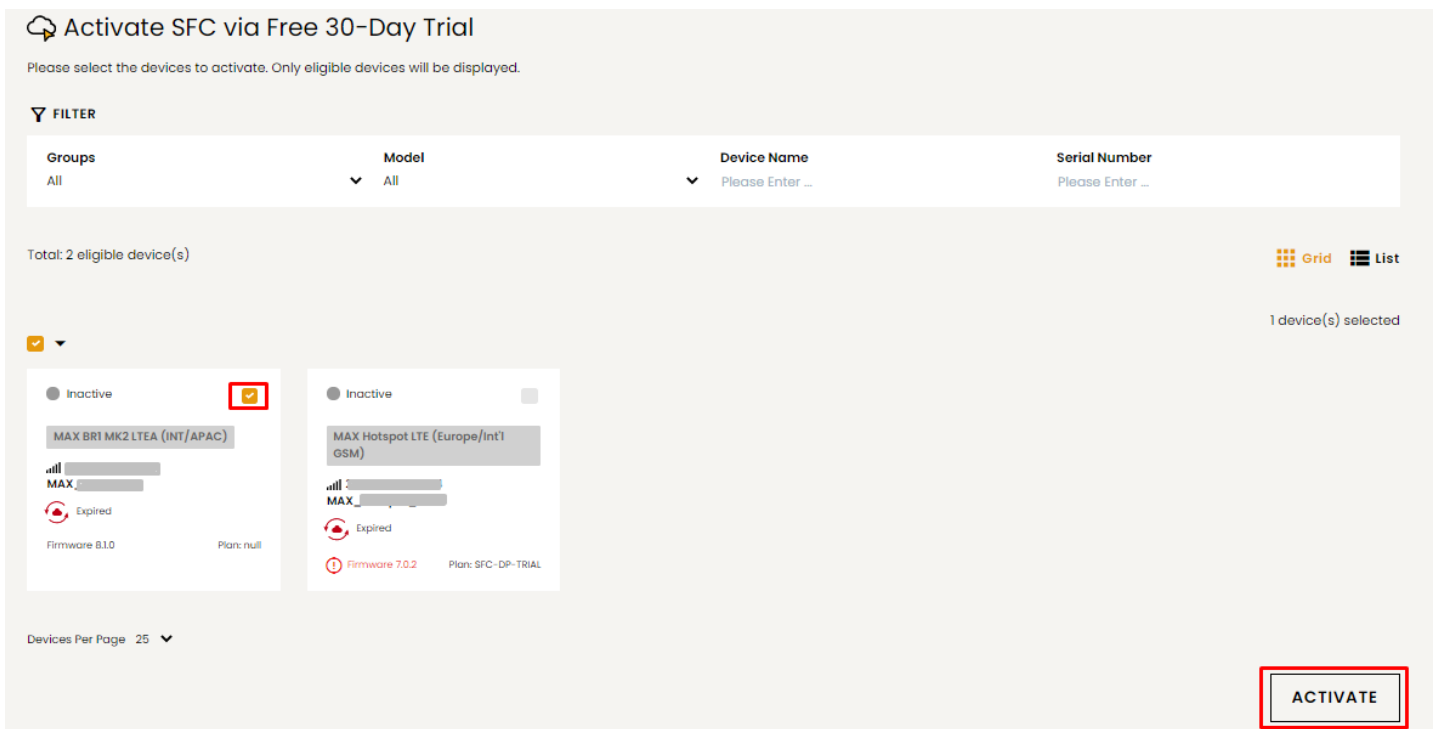 Activate SFC via Free 30-Day Trial
Please select the devices to activate. Only eligible devices will be displayed.
FILTER
Groups Model Device Name Serial Number
All All Please Enter ... Please Enter ...
Total: 2 eligible device(s)
Grid List
1 device(s) selected
Inactive
MAX BR1 MK2 LTEA (INT/APAC)
MAX_
Expired
Firmware 8.1.0 Plan: null
Inactive
MAX Hotspot LTE (Europe/Int'l
GSM)
MAX_
Expired
Firmware 7.0.2 Plan: SFC-DP-TRIAL
Devices Per Page 25
ACTIVATE